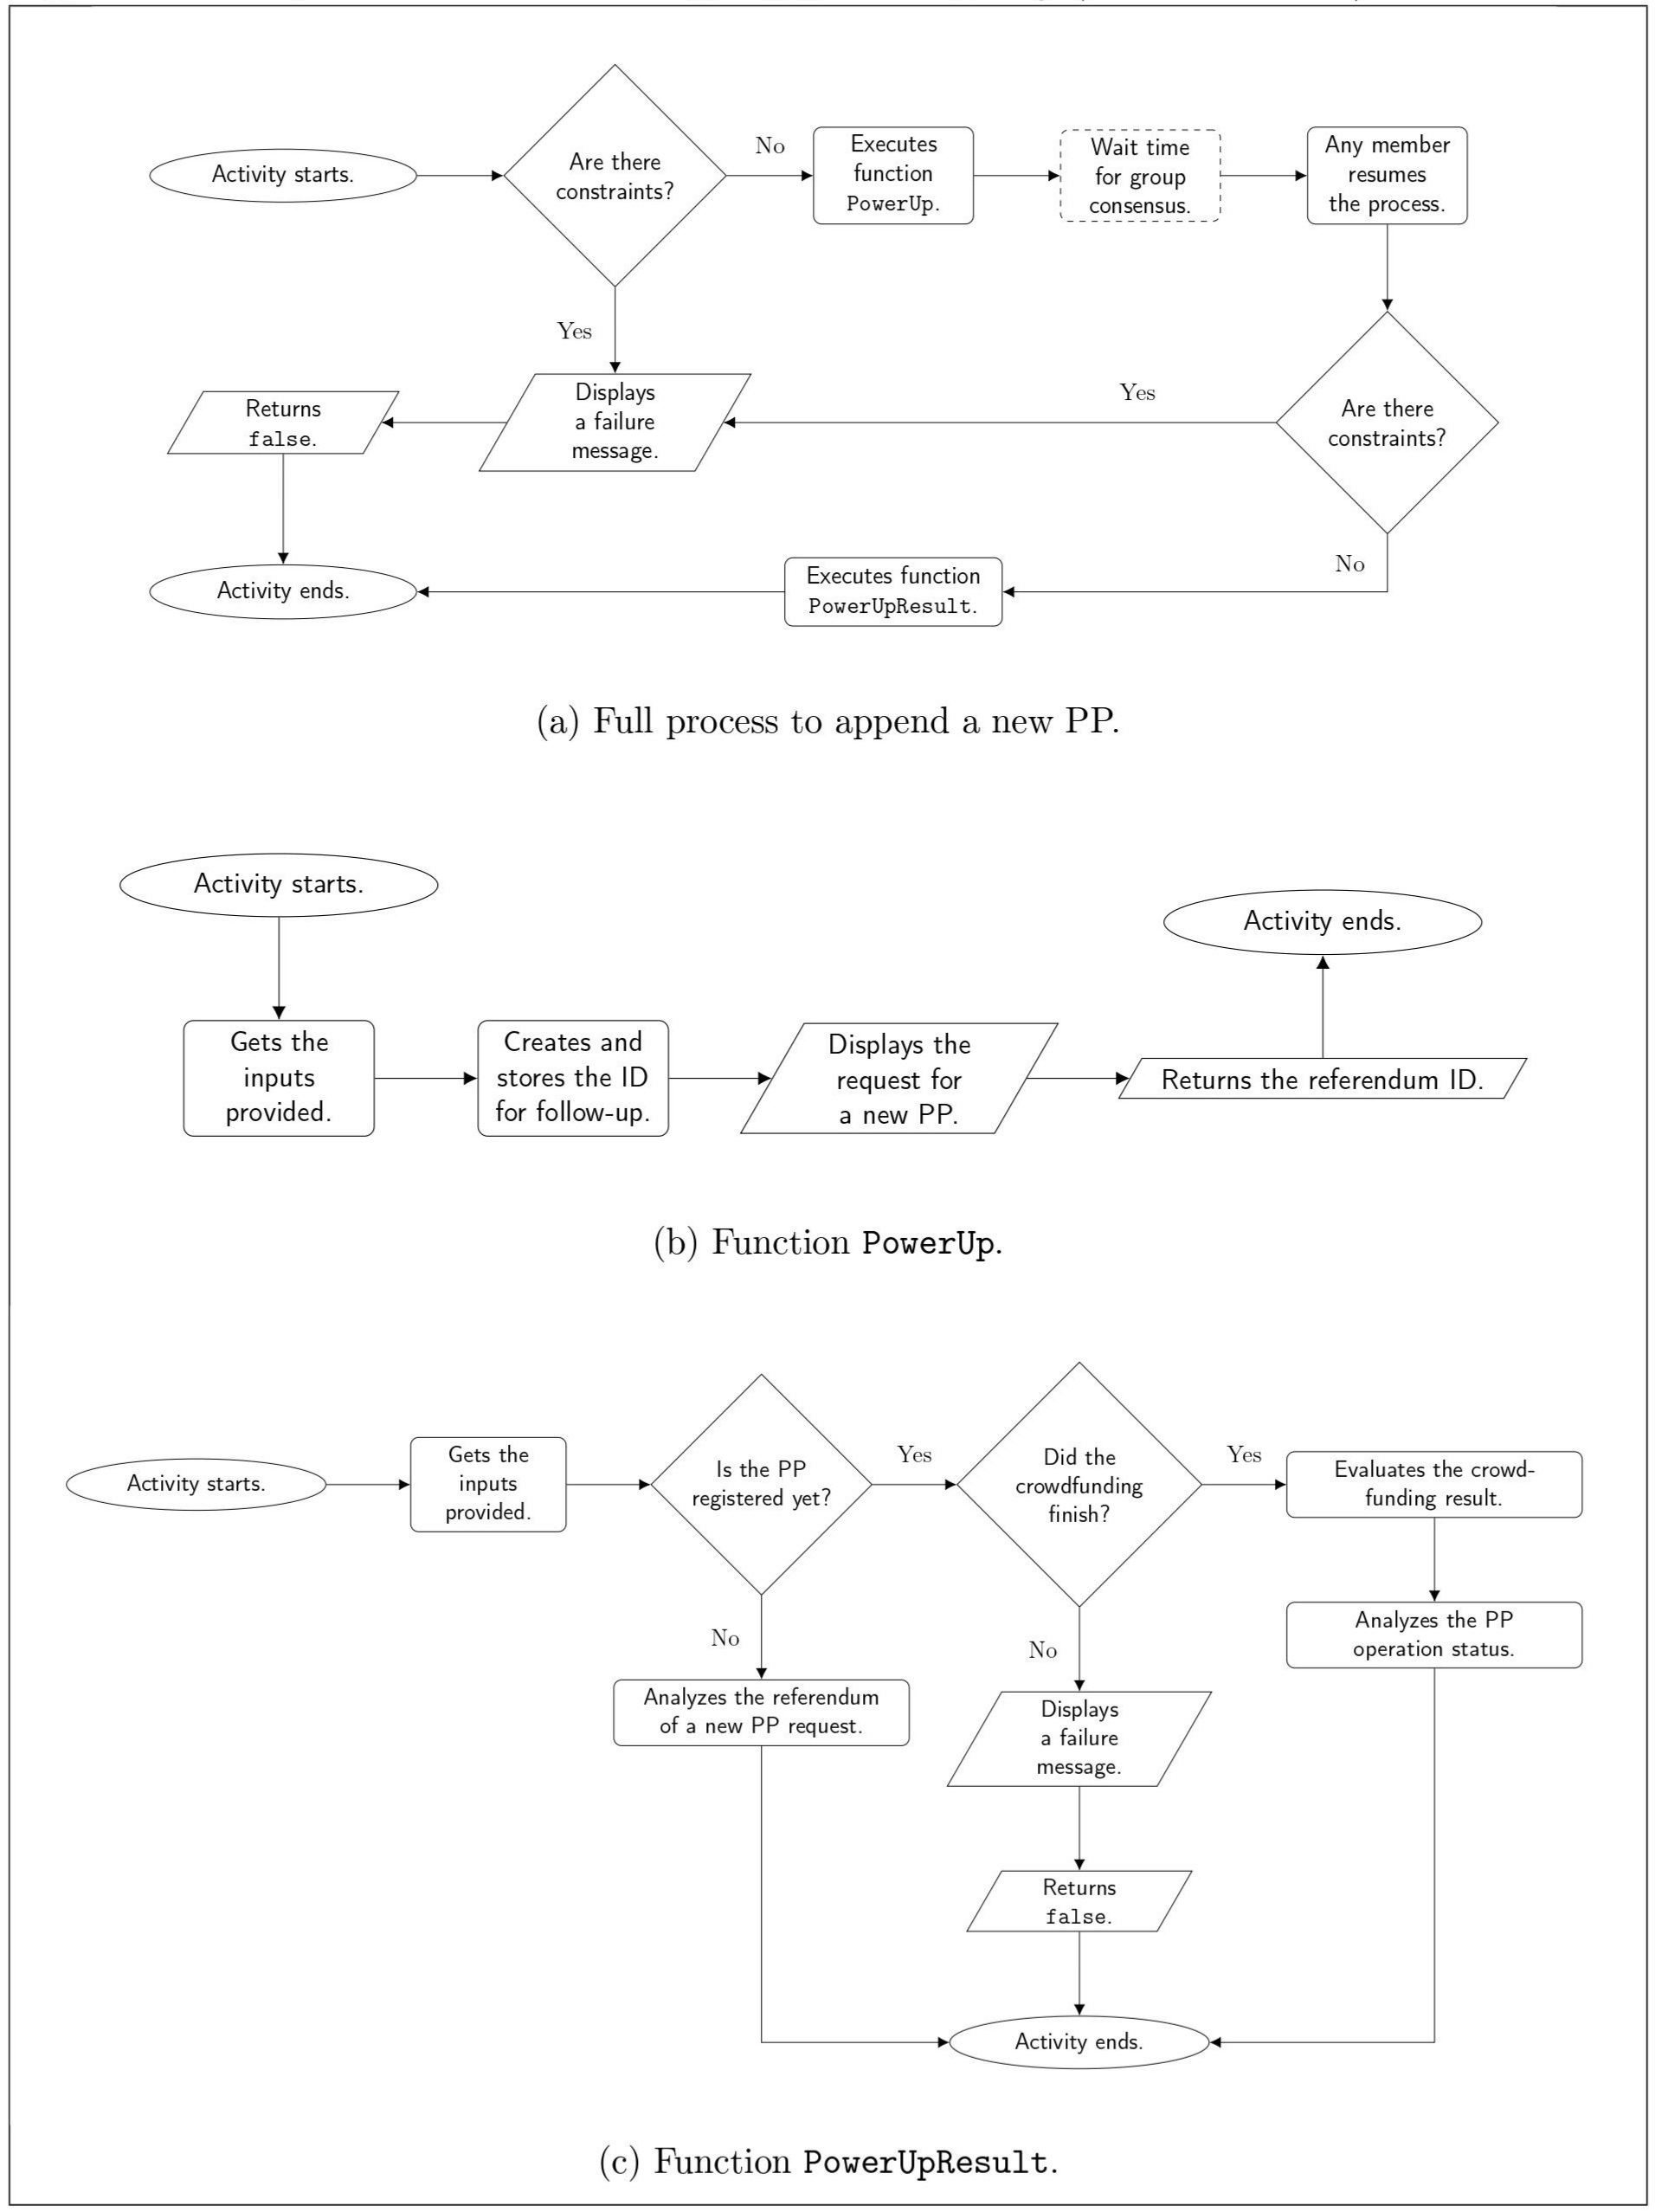 Activity starts.
Are there
constraints?
No
Executes
function
PowerUp.
Wait time
for group
consensus.
Any member
resumes
the process.
Yes
Returns
false.
Displays
a failure
message.
Yes
Are there
constraints?
No
Activity ends.
Executes function
PowerUpResult.
(a) Full process to append a new PP.
Activity starts.
Activity ends.
Gets the
inputs
provided.
Creates and
stores the ID
for follow-up.
Displays the
request for
a new PP.
Returns the referendum ID.
(b) Function PowerUp.
Activity starts.
Gets the
inputs
provided.
Is the PP
registered yet?
Yes
Did the
crowdfunding
finish?
Yes
Evaluates the crowd-
funding result.
No
No
Analyzes the PP
operation status.
Analyzes the referendum
of a new PP request.
Displays
a failure
message.
Returns
false.
Activity ends.
(c) Function PowerUpResult.